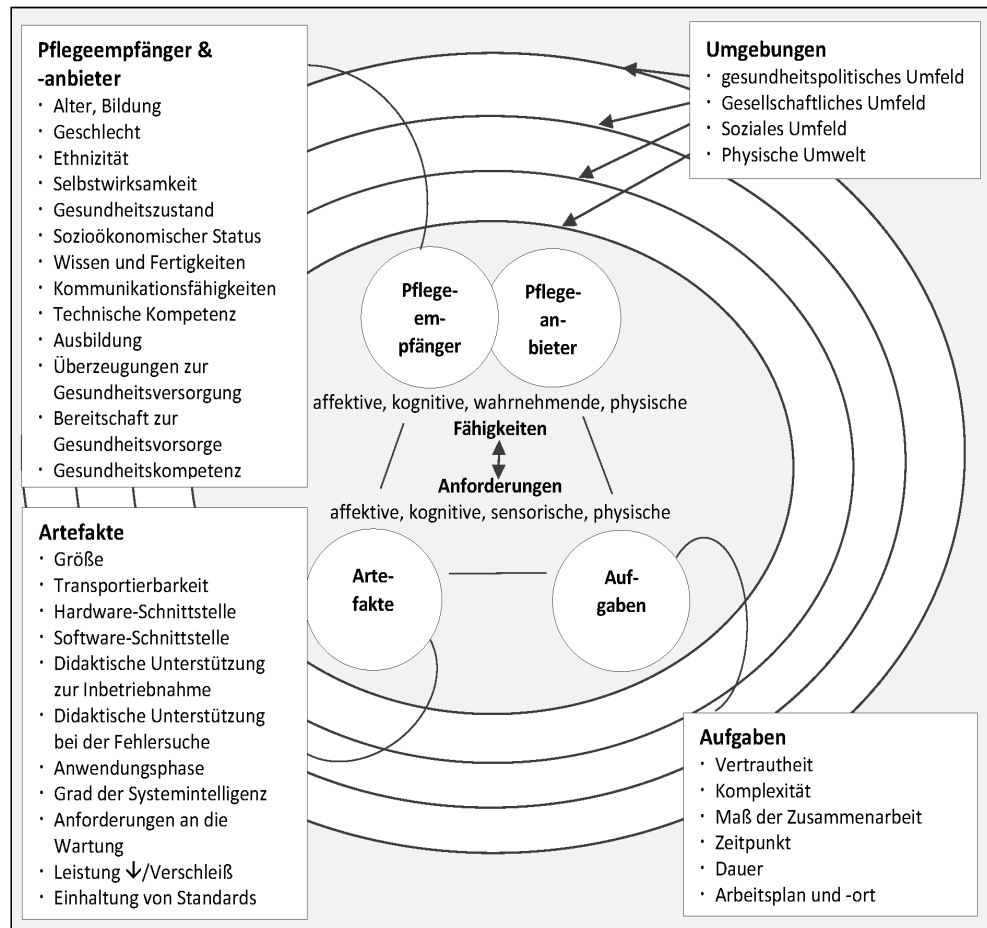 Pflegeempfänger &
-anbieter
· Alter, Bildung
· Geschlecht
· Ethnizität
· Selbstwirksamkeit
· Gesundheitszustand
· Sozioökonomischer Status
· Wissen und Fertigkeiten
· Kommunikationsfähigkeiten
· Technische Kompetenz
· Ausbildung
· Überzeugungen zur
Gesundheitsversorgung
· Bereitschaft zur
Gesundheitsvorsorge
· Gesundheitskompetenz
Umgebungen
· gesundheitspolitisches Umfeld
· Gesellschaftliches Umfeld
· Soziales Umfeld
· Physische Umwelt
Pflege-
em-
pfänger
Pflege-
an-
bieter
affektive, kognitive, wahrnehmende, physische
Fähigkeiten
Anforderungen
affektive, kognitive, sensorische, physische
Arte-
fakte
Auf-
gaben
Artefakte
· Größe
· Transportierbarkeit
· Hardware-Schnittstelle
· Software-Schnittstelle
· Didaktische Unterstützung
zur Inbetriebnahme
· Didaktische Unterstützung
bei der Fehlersuche
· Anwendungsphase
· Grad der Systemintelligenz
· Anforderungen an die
Wartung
· Leistung ↓/Verschleiß
· Einhaltung von Standards
Aufgaben
· Vertrautheit
· Komplexität
· Maß der Zusammenarbeit
· Zeitpunkt
· Dauer
· Arbeitsplan und -ort